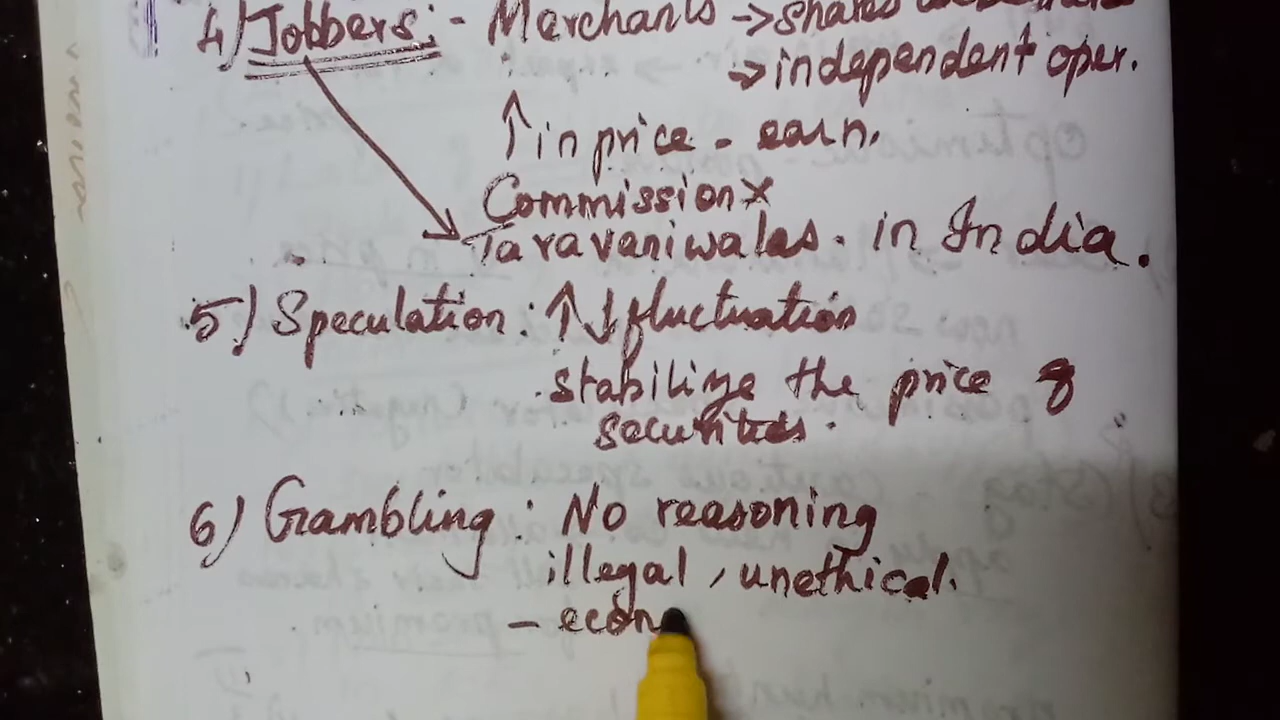 4) Jobbers: - Merchants → shares
→ independent oper.
↑ in price - earn.
Commission x
Taravaniwalas. in India.
5) Speculation: ↑↓ fluctuation
stabilize the price of
securities.
6) Gambling: No reasoning
illegal, unethical.
- econ